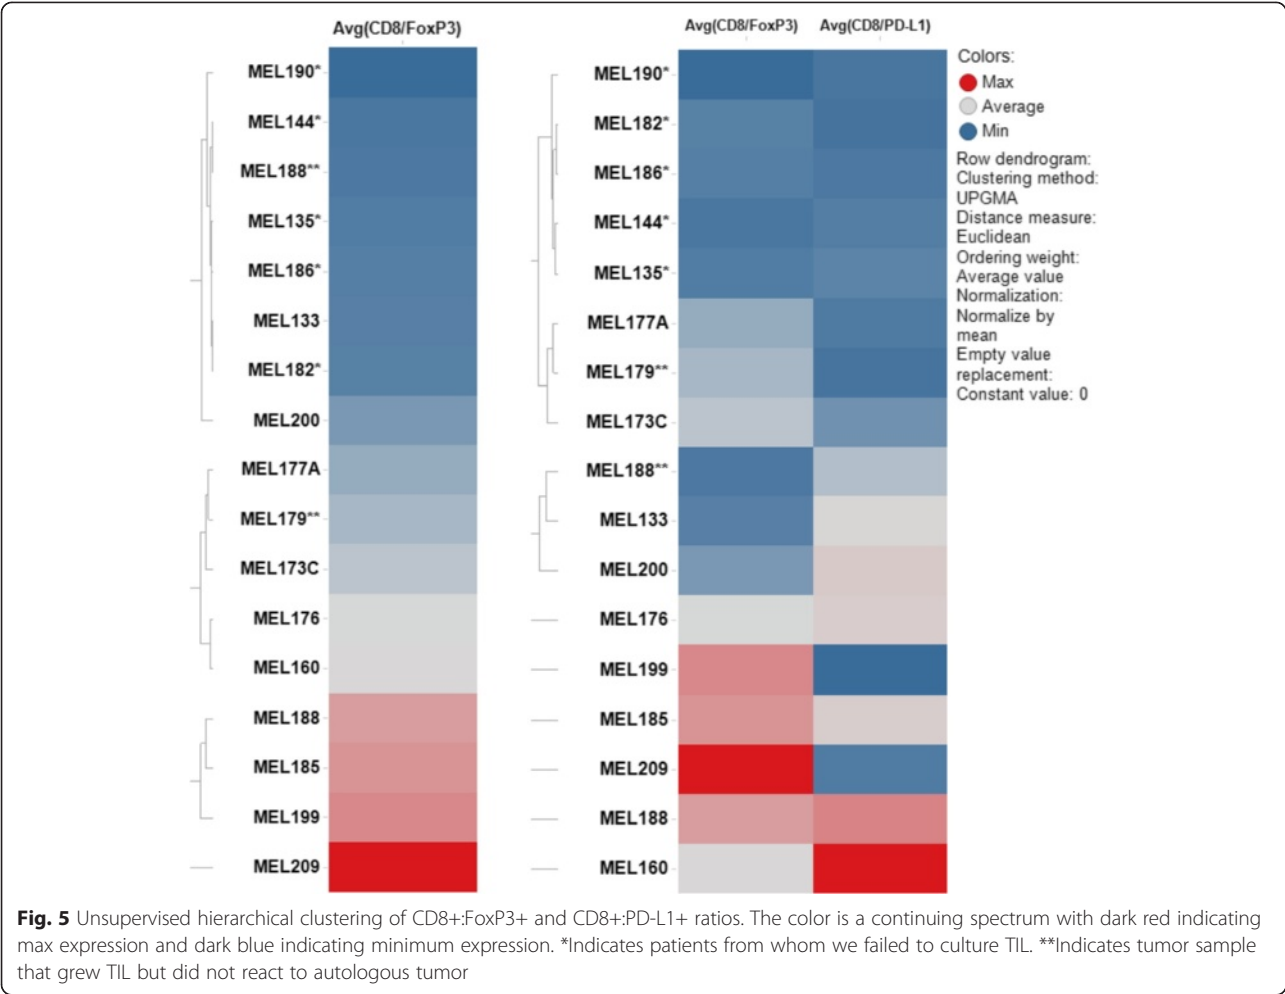 Avg(CD8/FoxP3)
MEL190*
MEL144*
MEL188**
MEL135*
MEL186*
MEL133
MEL182*
MEL200
MEL177A
MEL179**
MEL173C
MEL176
MEL160
MEL188
MEL185
MEL199
MEL209
Avg(CD8/FoxP3) Avg(CD8/PD-L1)
MEL190*
MEL182*
MEL186*
MEL144*
MEL135*
MEL177A
MEL179**
MEL173C
MEL188**
MEL133
MEL200
MEL176
MEL199
MEL185
MEL209
MEL188
MEL160
Colors:
Max
Average
Min
Row dendrogram:
Clustering method:
UPGMA
Distance measure:
Euclidean
Ordering weight:
Average value
Normalization:
Normalize by
mean
Empty value
replacement:
Constant value: 0
Fig. 5 Unsupervised hierarchical clustering of CD8+:FoxP3+ and CD8+:PD-L1+ ratios. The color is a continuing spectrum with dark red indicating
max expression and dark blue indicating minimum expression. *Indicates patients from whom we failed to culture TIL. **Indicates tumor sample
that grew TIL but did not react to autologous tumor